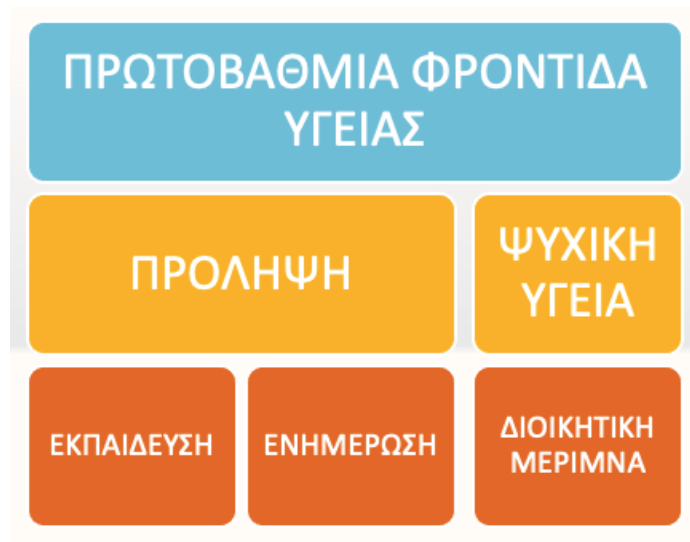 ΠΡΩΤΟΒΑΘΜΙΑ ΦΡΟΝΤΙΔΑ
ΥΓΕΙΑΣ
ΠΡΟΛΗΨΗ
ΨΥΧΙΚΗ
ΥΓΕΙΑ
ΕΚΠΑΙΔΕΥΣΗ
ΕΝΗΜΕΡΩΣΗ
ΔΙΟΙΚΗΤΙΚΗ
ΜΕΡΙΜΝΑ